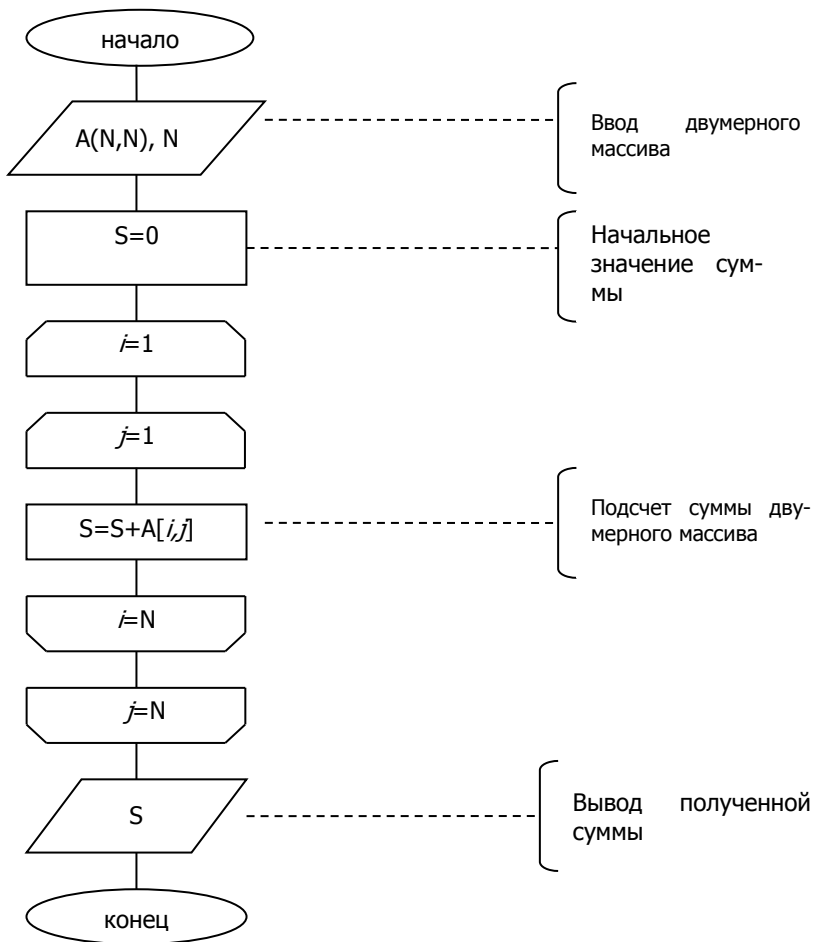 начало
A(N,N), N
Ввод двумерного
массива
S=0
Начальное
значение сум-
мы
i=1
j=1
S=S+A[i,j]
Подсчет суммы дву-
мерного массива
i=N
j=N
S
Вывод полученной
суммы
конец